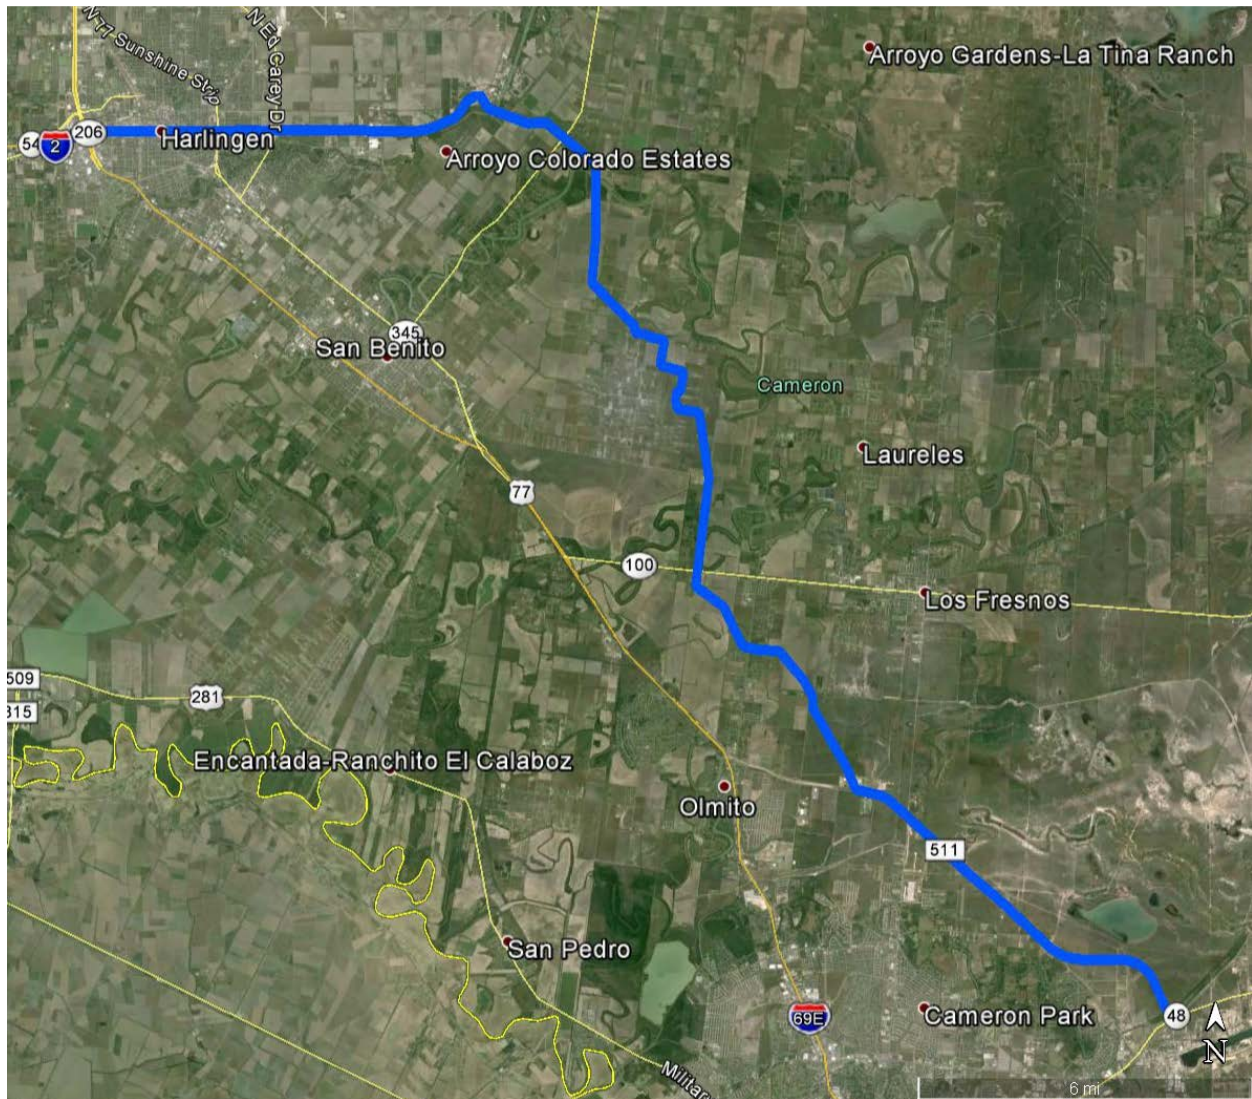 N 77 Sunshine Strip
N Ed Carey Dr
Arroyo Gardens-La Tina Ranch
54
2
206
Harlingen
Arroyo Colorado Estates
345
San Benito
Cameron
Laureles
77
100
Los Fresnos
509
281
315
Encantada-Ranchito El Calaboz
Olmito
511
San Pedro
69E
Cameron Park
48
N
Militar
6 mi